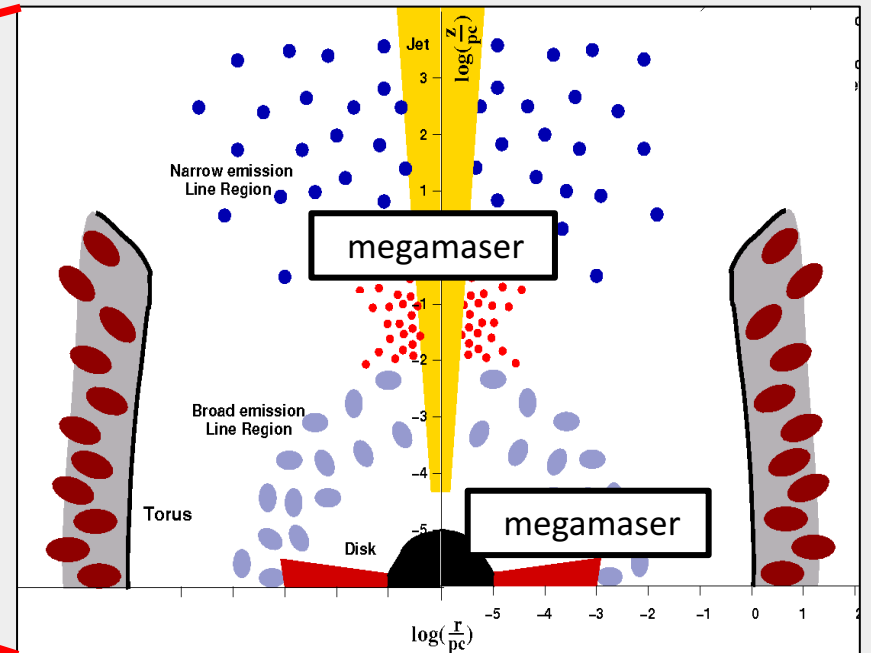 Jet
log(z/pc)
3
2
1
Narrow emission
Line Region
megamaser
-1
-2
Broad emission
Line Region
-3
-4
megamaser
-5
Torus
Disk
-5 -4 -3 -2 -1 0 1 2
log(r/pc)